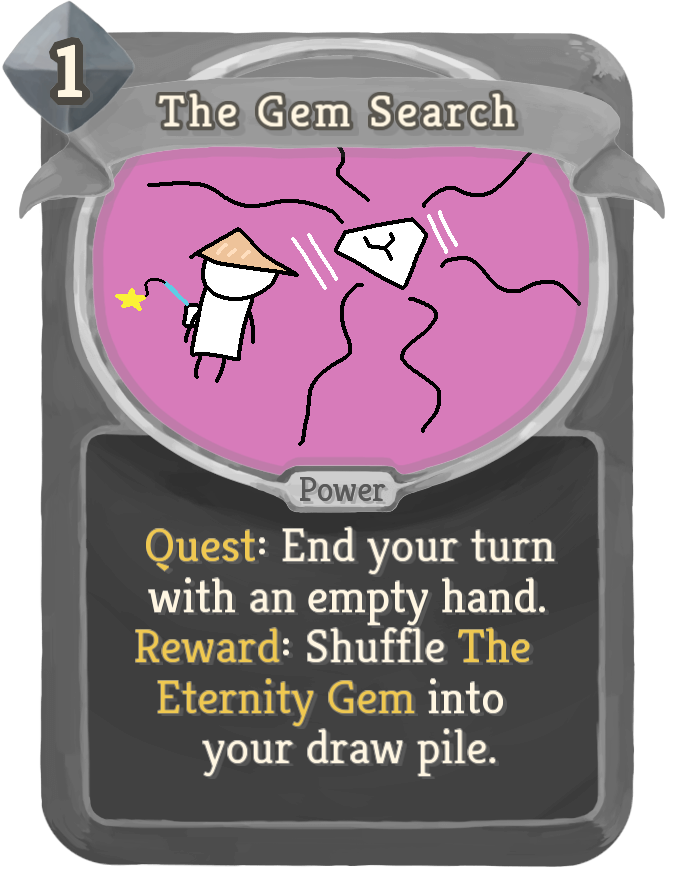 1
The Gem Search
Power
Quest: End your turn
with an empty hand.
Reward: Shuffle The
Eternity Gem into
your draw pile.